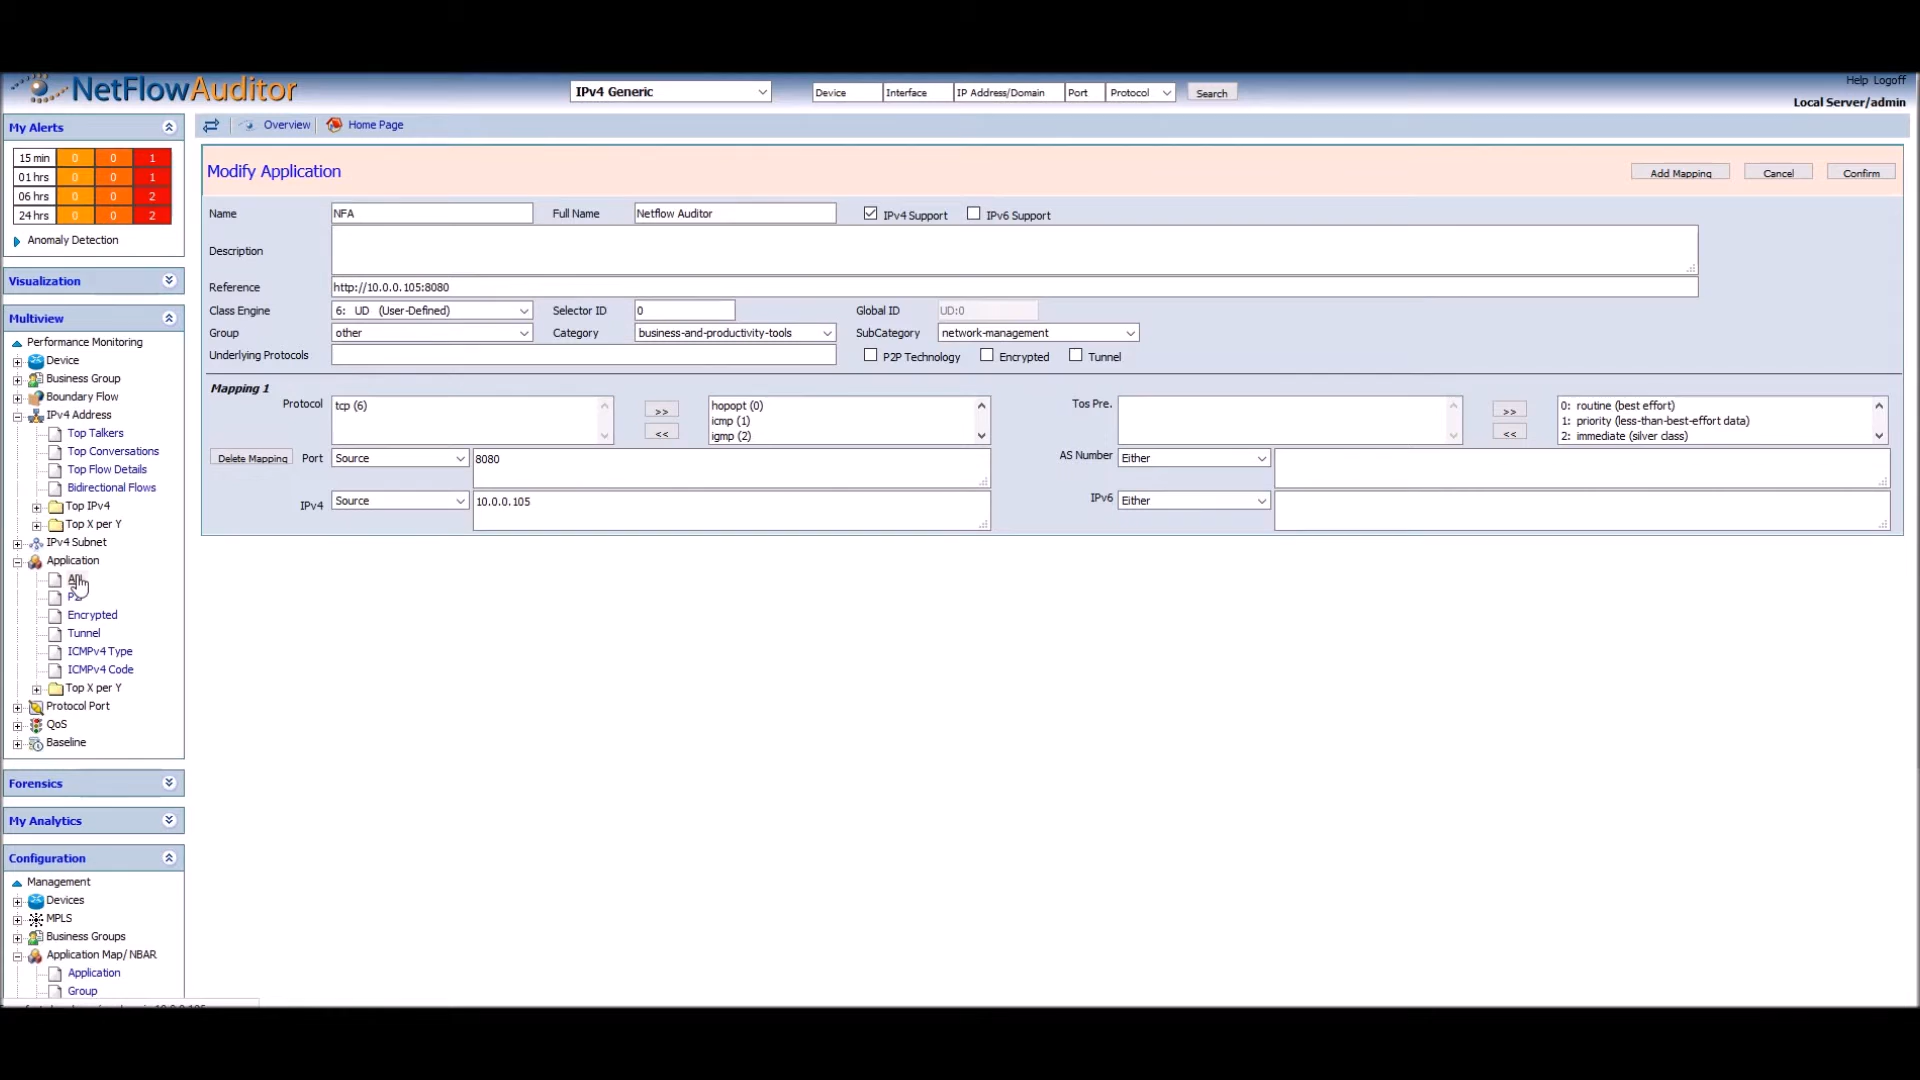 NetFlowAuditor
IPv4 Generic
Device Interface IP Address/Domain Port Protocol Search
Help Logoff
Local Server/admin
My Alerts
15 min 0 0 1
01 hrs 0 0 1
06 hrs 0 0 2
24 hrs 0 0 2
Anomaly Detection
Visualization
Multiview
Performance Monitoring
Device
Business Group
Boundary Flow
IPv4 Address
Top Talkers
Top Conversations
Top Flow Details
Bidirectional Flows
Top IPv4
Top X per Y
IPv4 Subnet
Application
Encrypted
Tunnel
ICMPv4 Type
ICMPv4 Code
Top X per Y
Protocol Port
QoS
Baseline
Forensics
My Analytics
Configuration
Management
Devices
MPLS
Business Groups
Application Map/ NBAR
Application
Group
Overview Home Page
Modify Application
Add Mapping Cancel Confirm
Name NFA Full Name Netflow Auditor IPv4 Support IPv6 Support
Description
Reference http://10.0.0.105:8080
Class Engine 6: UD (User-Defined) Selector ID 0 Global ID UD:0
Group other Category business-and-productivity-tools SubCategory network-management
Underlying Protocols P2P Technology Encrypted Tunnel
Mapping 1
Protocol tcp (6) >> << hopopt (0)
icmp (1)
igmp (2)
Tos Pre. >> << 0: routine (best effort)
1: priority (less-than-best-effort data)
2: immediate (silver class)
Delete Mapping Port Source 8080 AS Number Either
IPv4 Source 10.0.0.105 IPv6 Either